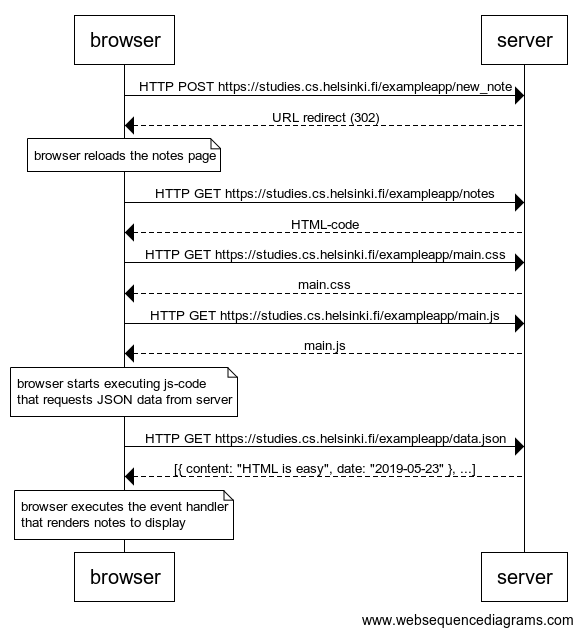 browser
server
HTTP POST https://studies.cs.helsinki.fi/exampleapp/new_note
URL redirect (302)
browser reloads the notes page
HTTP GET https://studies.cs.helsinki.fi/exampleapp/notes
HTML-code
HTTP GET https://studies.cs.helsinki.fi/exampleapp/main.css
main.css
HTTP GET https://studies.cs.helsinki.fi/exampleapp/main.js
main.js
browser starts executing js-code
that requests JSON data from server
HTTP GET https://studies.cs.helsinki.fi/exampleapp/data.json
[{ content: "HTML is easy", date: "2019-05-23" }, ...]
browser executes the event handler
that renders notes to display
browser
server
www.websequencediagrams.com